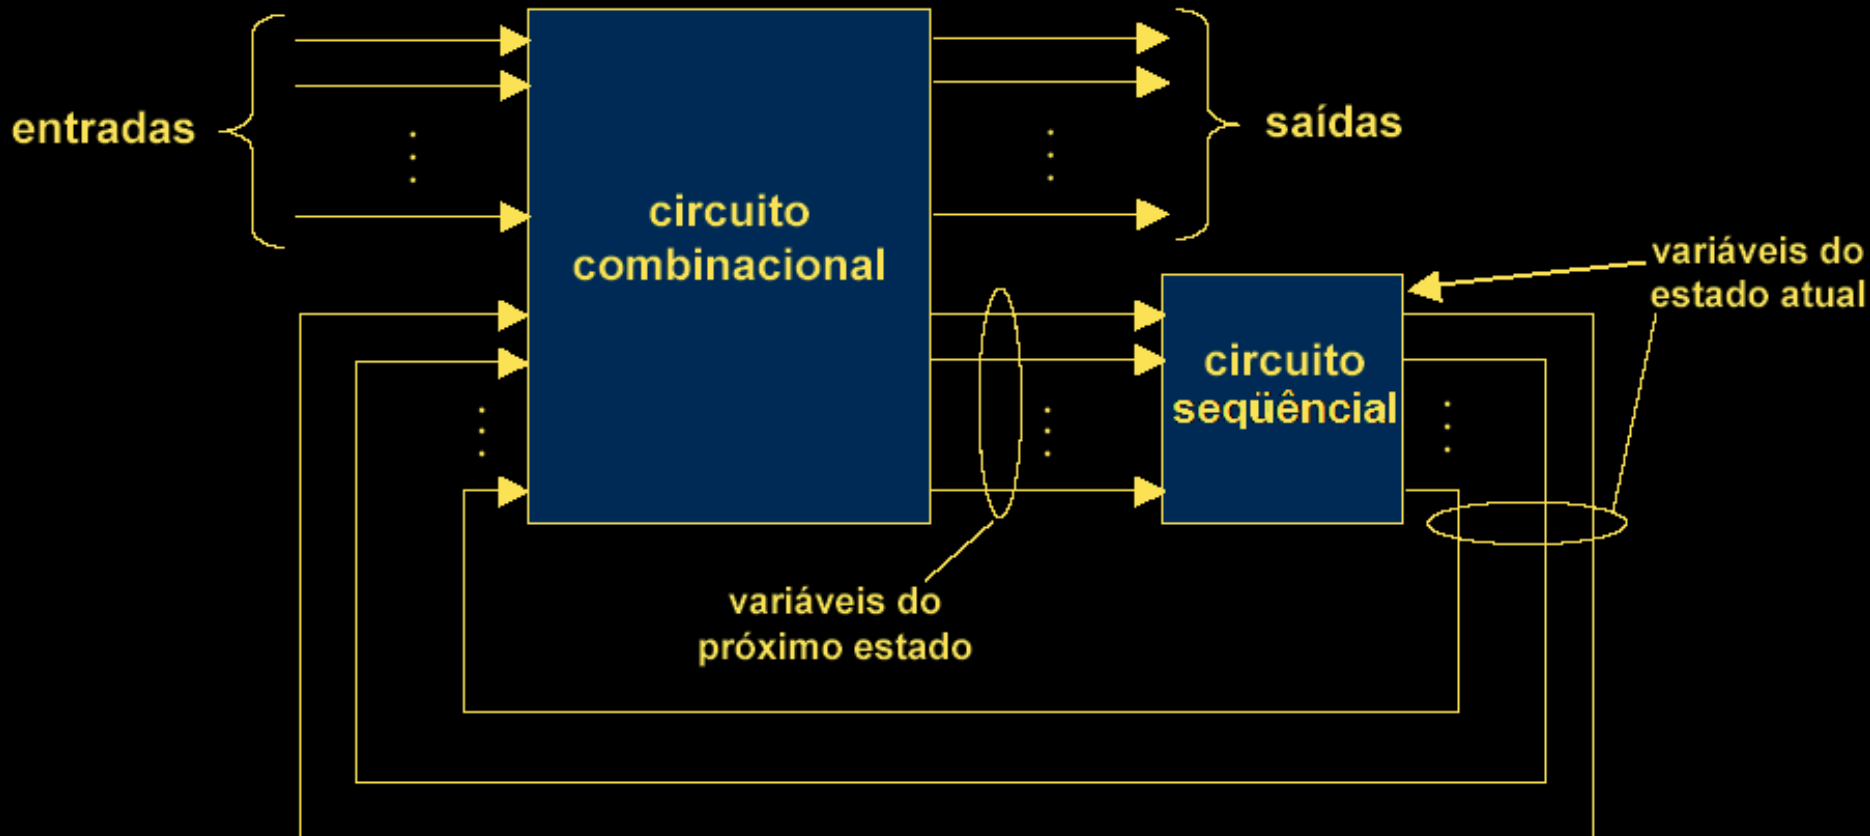 entradas
circuito
combinacional
saídas
variáveis do
estado atual
circuito
seqüêncial
variáveis do
próximo estado